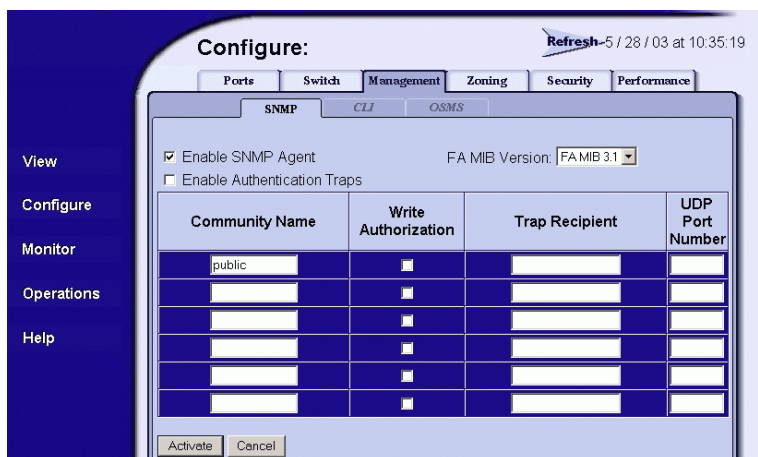 Configure:
Refresh 5 / 28 / 03 at 10:35:19
Ports Switch Management Zoning Security Performance
SNMP CLI OSMS
View
Configure
Monitor
Operations
Help
Enable SNMP Agent
FA MIB Version: FA MIB 3.1
Enable Authentication Traps
Community Name
Write Authorization
Trap Recipient
UDP Port Number
public
Activate Cancel